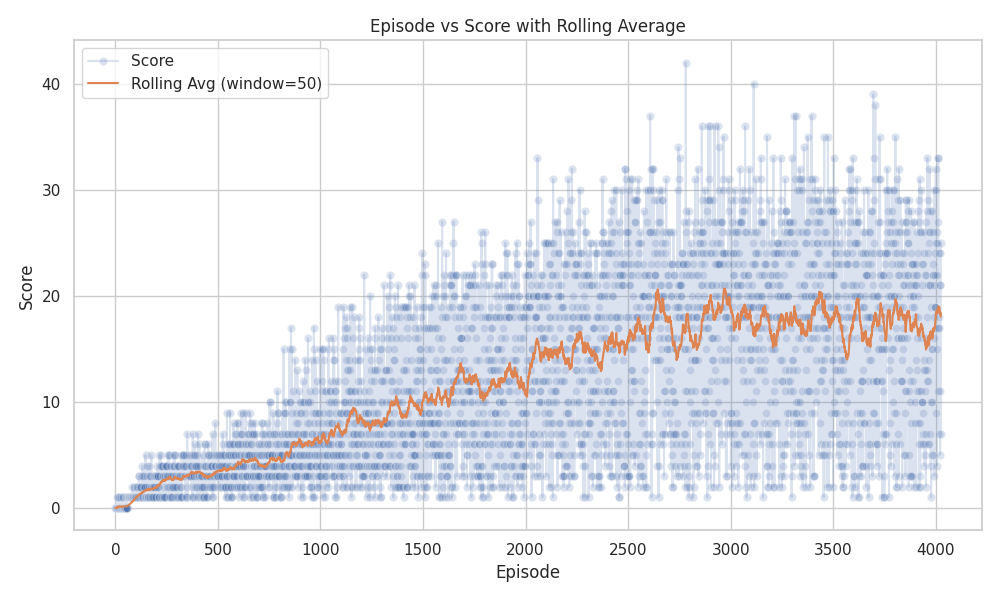 Episode vs Score with Rolling Average
Score
Rolling Avg (window=50)
Score
40
30
20
10
0
0 500 1000 1500 2000 2500 3000 3500 4000
Episode